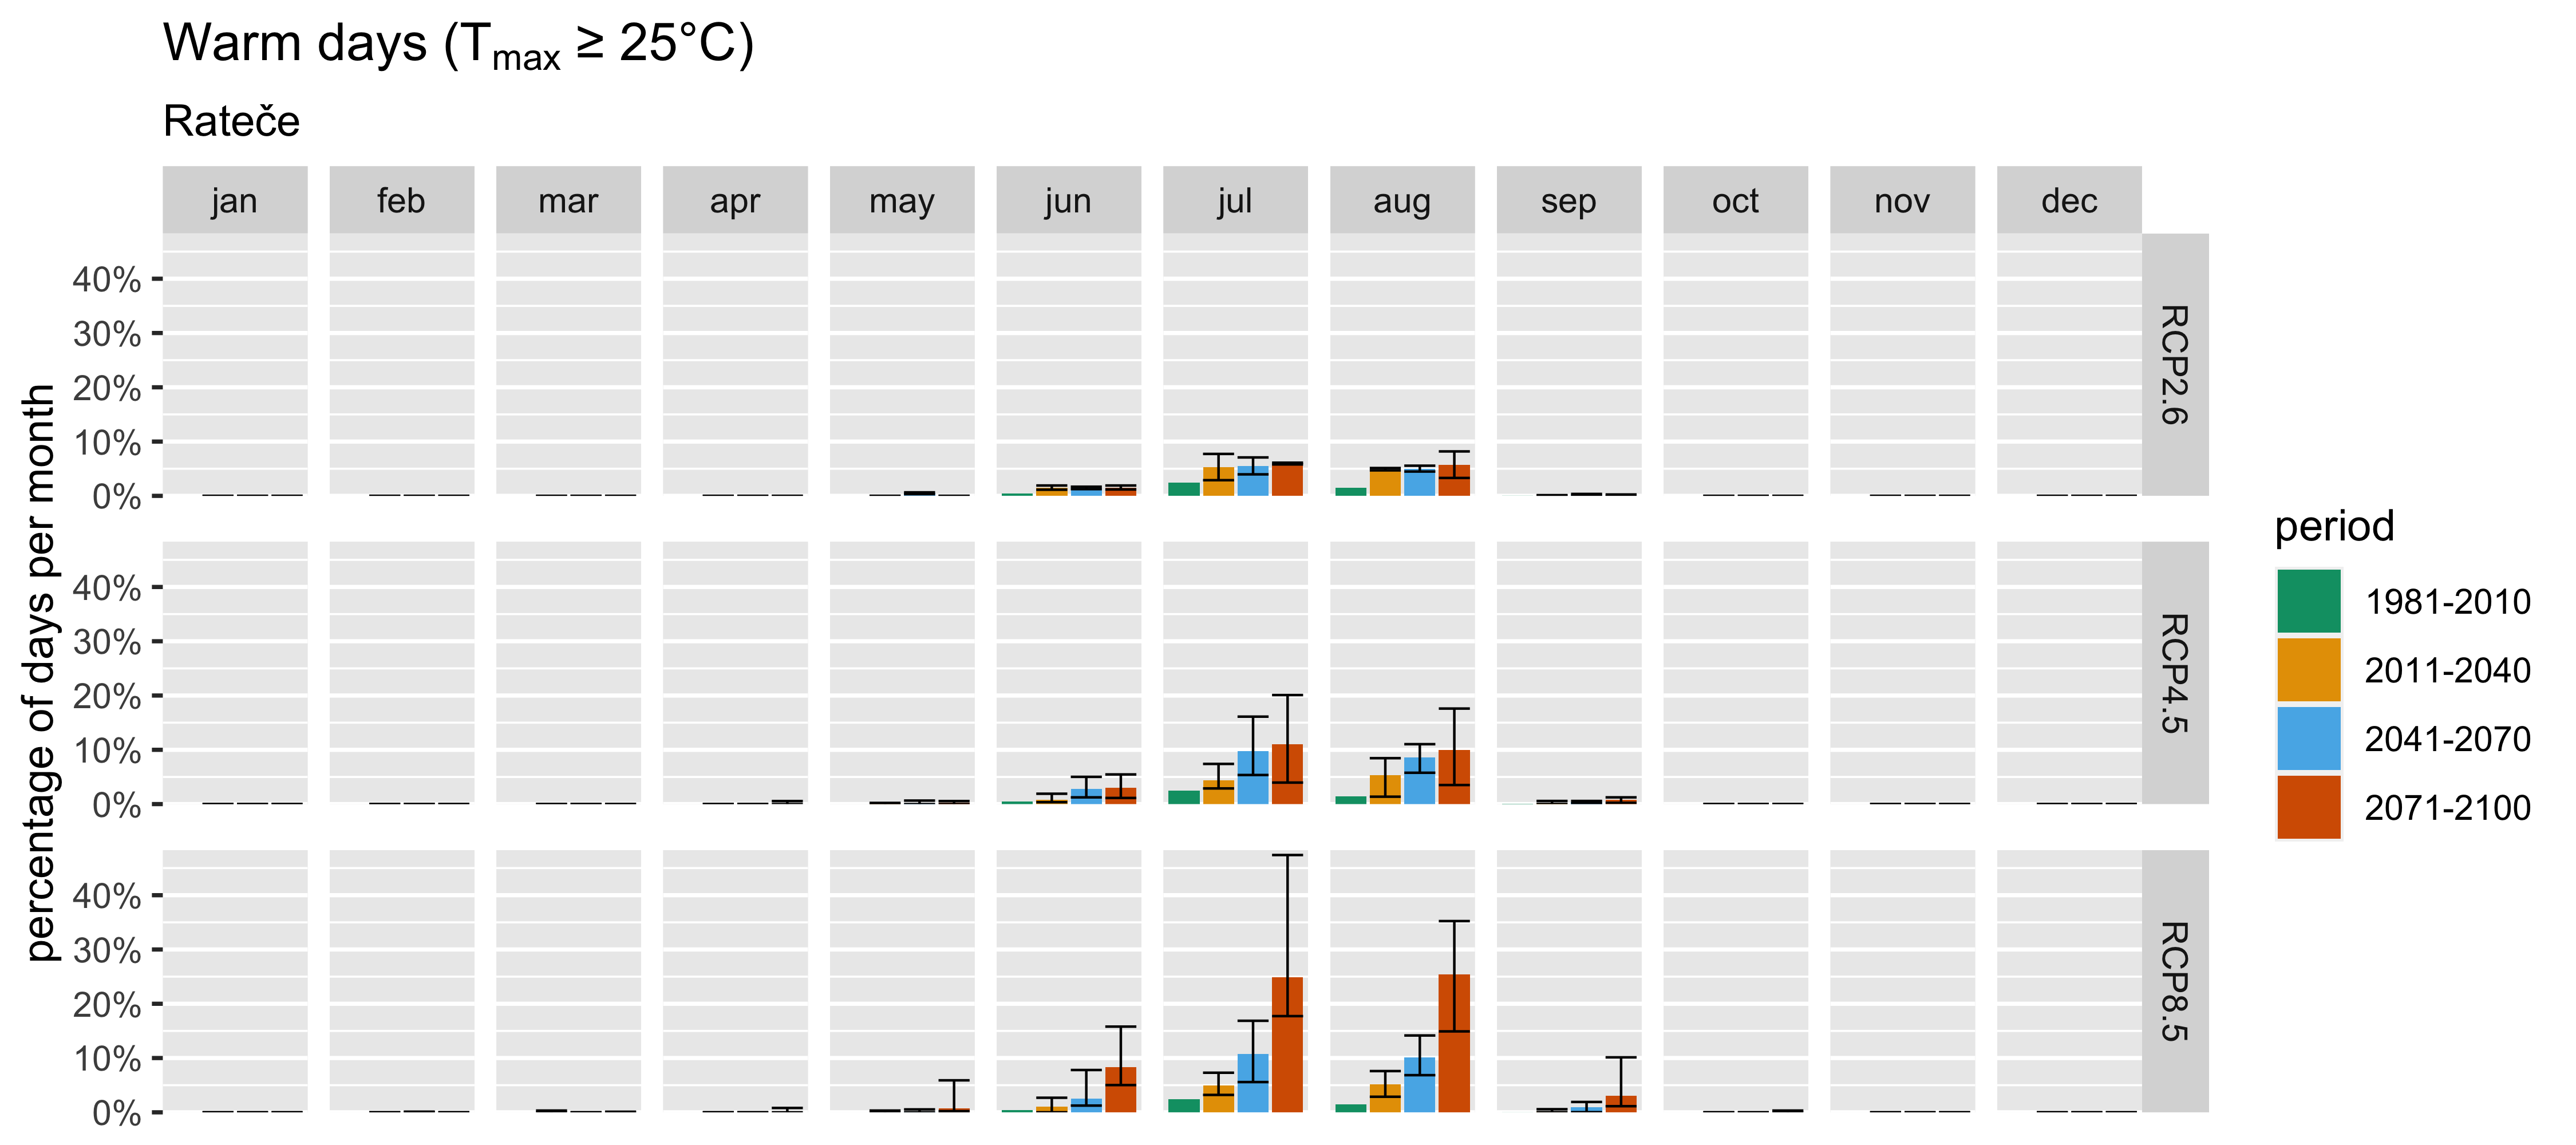 Warm days (Tmax ≥ 25°C)
Rateče
jan feb mar apr may jun jul aug sep oct nov dec
percentage of days per month
40%
30%
20%
10%
0%
RCP2.6
40%
30%
20%
10%
0%
RCP4.5
40%
30%
20%
10%
0%
RCP8.5
period
1981-2010
2011-2040
2041-2070
2071-2100